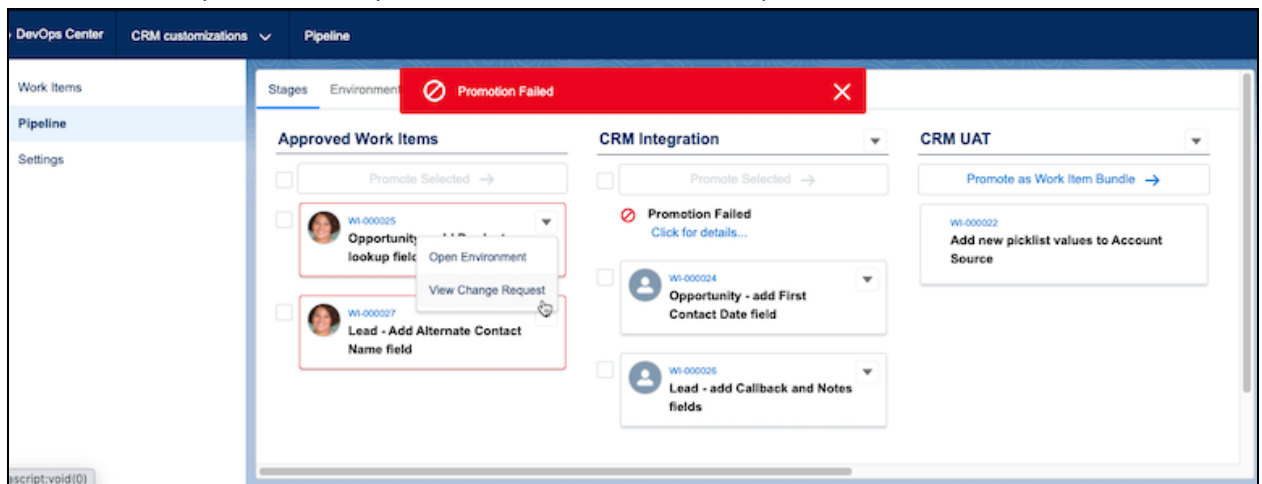 DevOps Center
CRM customizations
Pipeline
Work Items
Pipeline
Settings
Stages
Environment
Promotion Failed
Approved Work Items
Promote Selected →
WI-000025
Opportunity
lookup field
Open Environment
View Change Request
WI-000027
Lead - Add Alternate Contact
Name field
CRM Integration
Promote Selected →
Promotion Failed
Click for details...
WI-000024
Opportunity - add First
Contact Date field
WI-000026
Lead - add Callback and Notes
fields
CRM UAT
Promote as Work Item Bundle →
WI-000022
Add new picklist values to Account
Source
ascript:void(0)